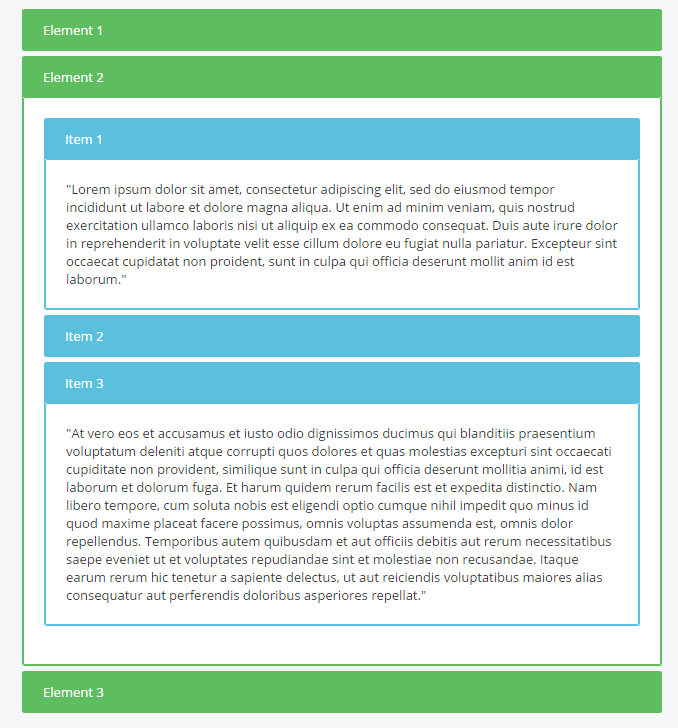 Element 1
Element 2
Item 1
"Lorem ipsum dolor sit amet, consectetur adipiscing elit, sed do eiusmod tempor
incididunt ut labore et dolore magna aliqua. Ut enim ad minim veniam, quis nostrud
exercitation ullamco laboris nisi ut aliquip ex ea commodo consequat. Duis aute irure dolor
in reprehenderit in voluptate velit esse cillum dolore eu fugiat nulla pariatur. Excepteur sint
occaecat cupidatat non proident, sunt in culpa qui officia deserunt mollit anim id est
laborum."
Item 2
Item 3
"At vero eos et accusamus et iusto odio dignissimos ducimus qui blanditiis praesentium
voluptatum deleniti atque corrupti quos dolores et quas molestias excepturi sint occaecati
cupiditate non provident, similique sunt in culpa qui officia deserunt mollitia animi, id est
laborum et dolorum fuga. Et harum quidem rerum facilis est et expedita distinctio. Nam
libero tempore, cum soluta nobis est eligendi optio cumque nihil impedit quo minus id
quod maxime placeat facere possimus, omnis voluptas assumenda est, omnis dolor
repellendus. Temporibus autem quibusdam et aut officiis debitis aut rerum necessitatibus
saepe eveniet ut et voluptates repudiandae sint et molestiae non recusandae. Itaque
earum rerum hic tenetur a sapiente delectus, ut aut reiciendis voluptatibus maiores alias
consequatur aut perferendis doloribus asperiores repellat."
Element 3